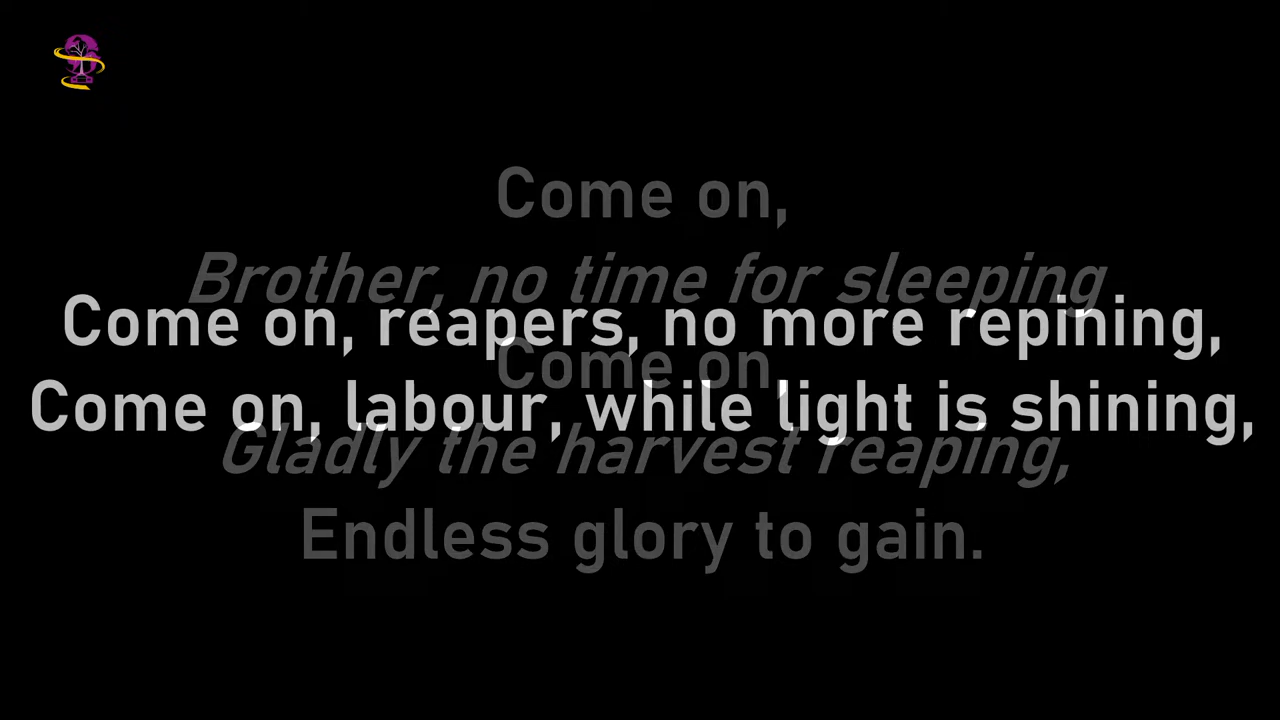 Come on,
Brother, no time for sleeping
Come on, reapers, no more repining,
Come on,
Come on, labour, while light is shining,
Gladly the harvest reaping,
Endless glory to gain.